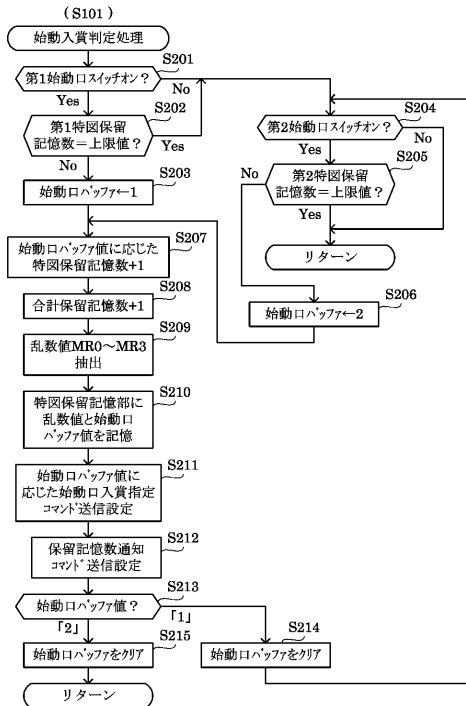 (S101)
始動入賞判定処理
S201
第1始動口スイッチオン？
No
Yes
S202
第1特図保留
記憶数＝上限値？
Yes
No
S203
始動口バッファ←1
S204
第2始動口スイッチオン？
No
Yes
S205
第2特図保留
記憶数＝上限値？
No
Yes
リターン
S206
始動口バッファ←2
S207
始動口バッファ値に応じた
特図保留記憶数+1
S208
合計保留記憶数+1
S209
乱数値MR0～MR3
抽出
S210
特図保留記憶部に
乱数値と始動口
バッファ値を記憶
S211
始動口バッファ値に
応じた始動口入賞指定
コマンド送信設定
S212
保留記憶数通知
コマンド送信設定
S213
始動口バッファ値？
「2」
「1」
S215
始動口バッファをクリア
S214
始動口バッファをクリア
リターン